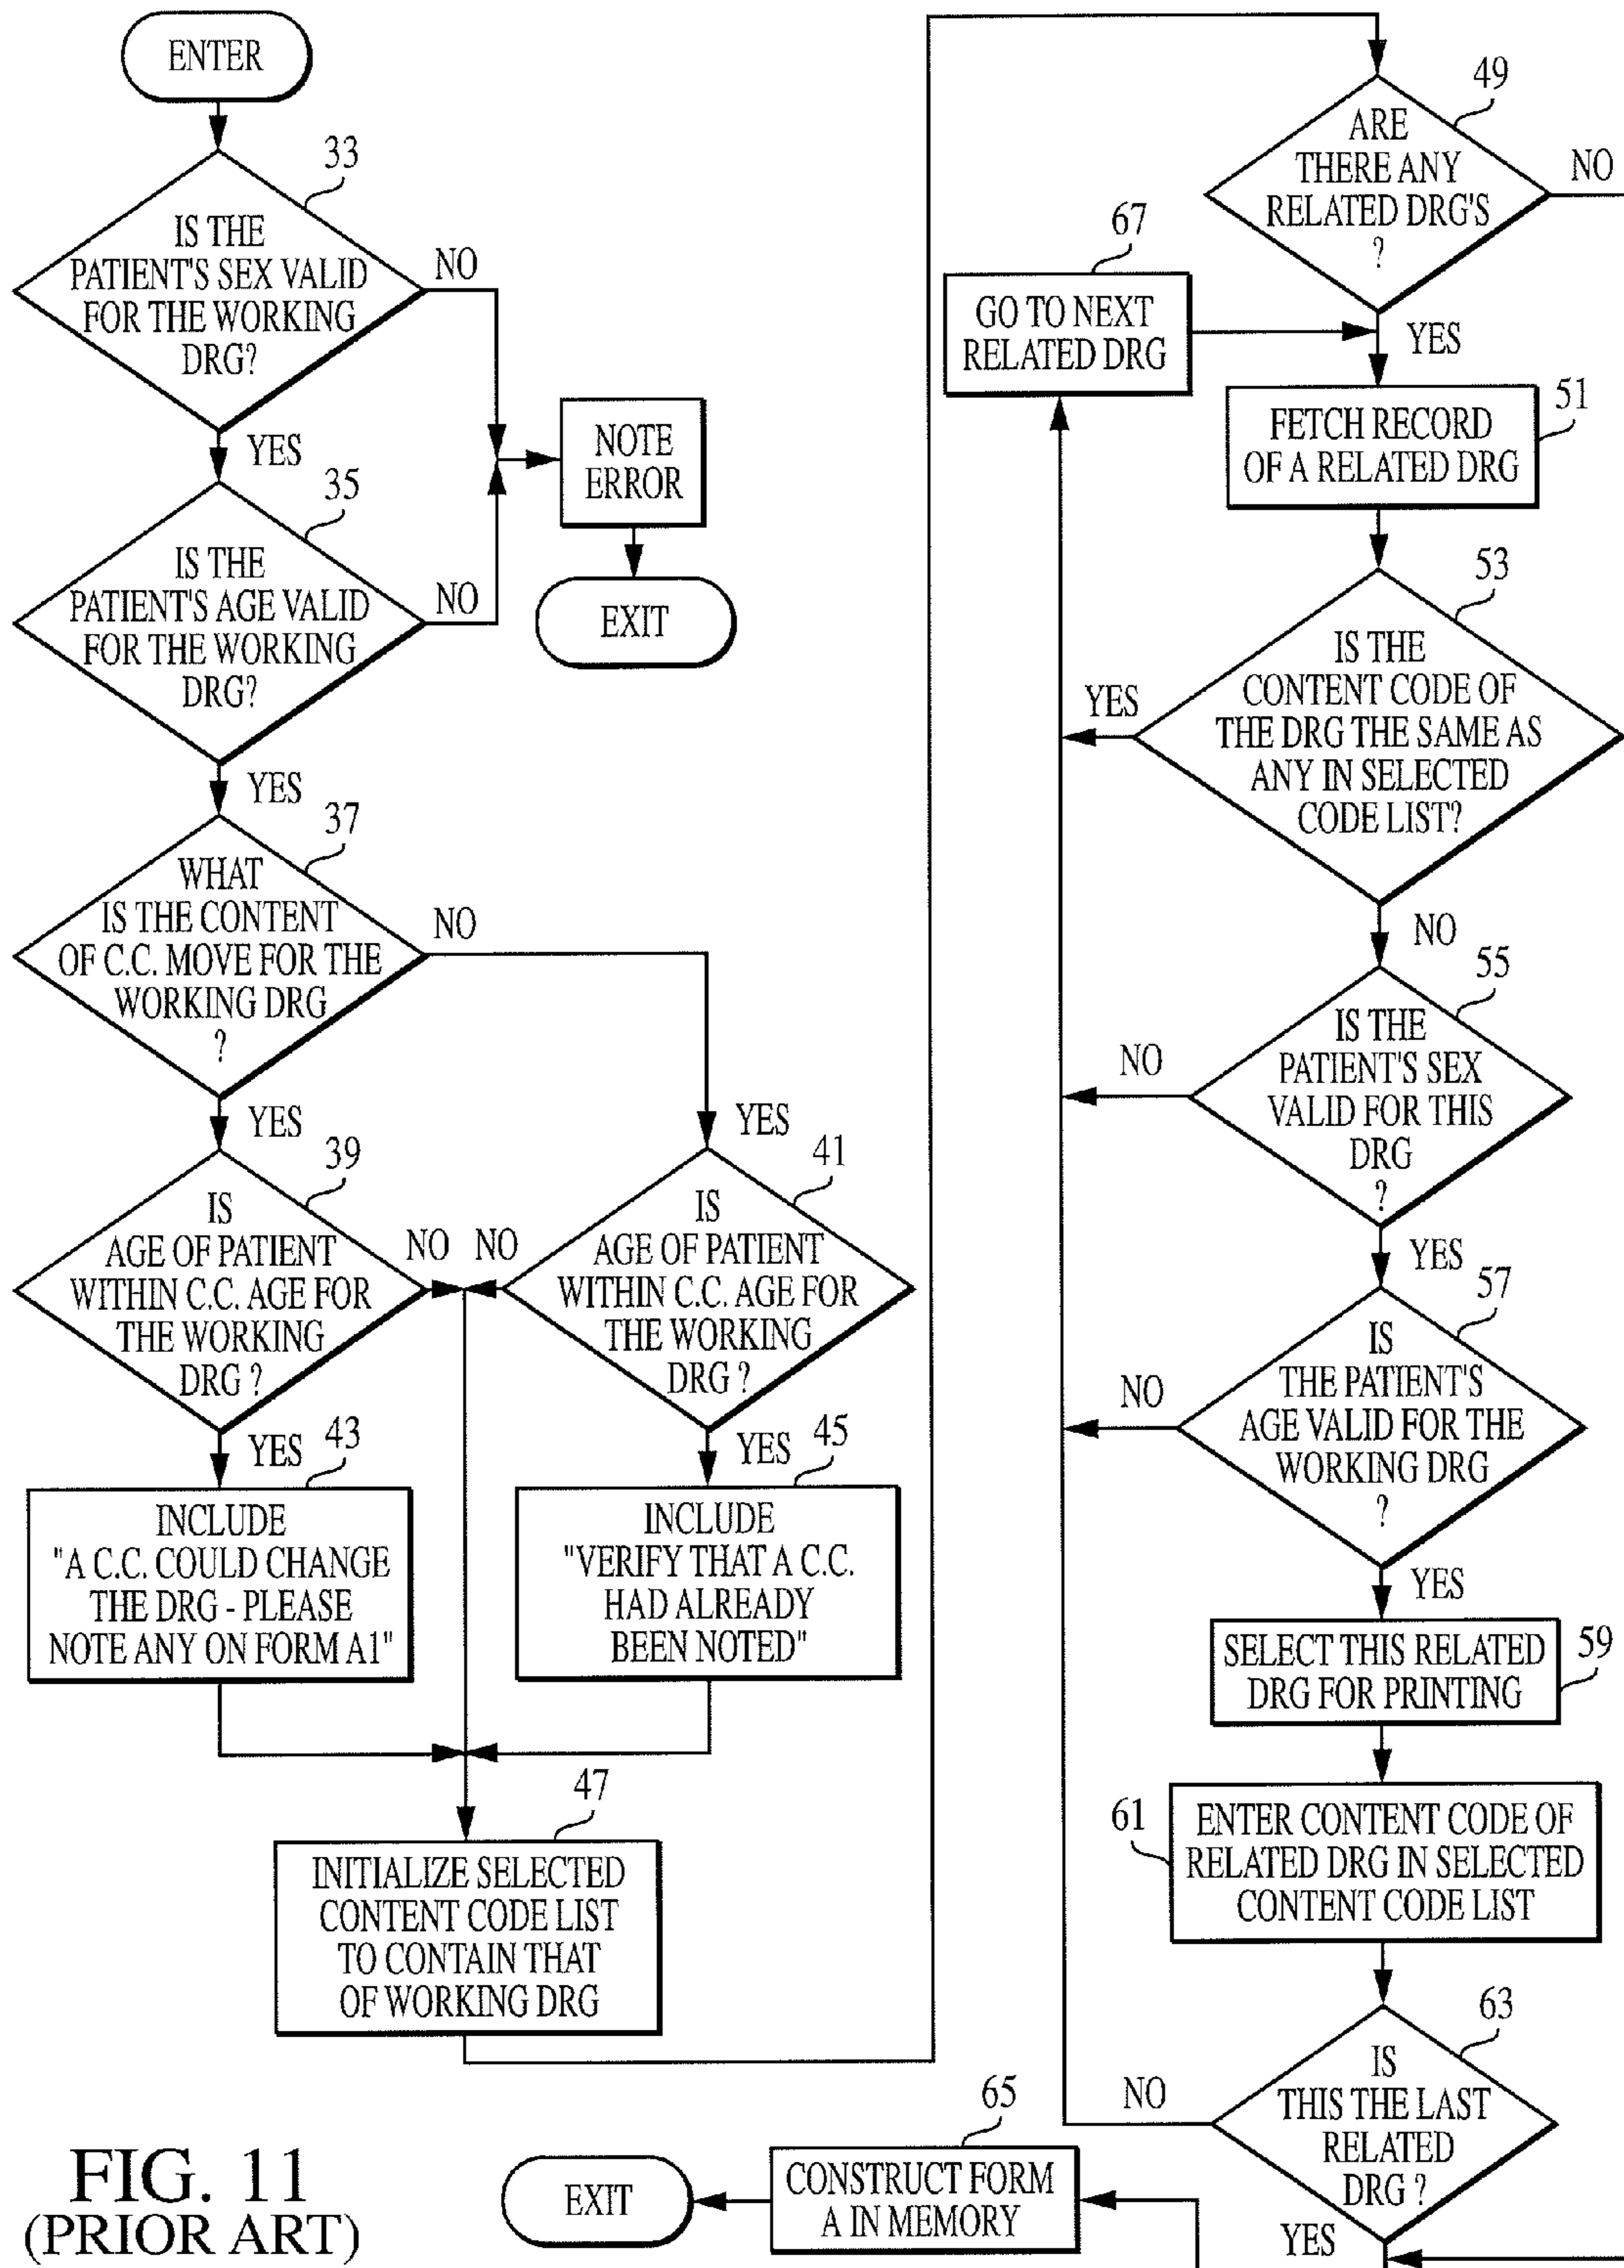 ENTER
33
IS THE
PATIENT'S SEX VALID
FOR THE WORKING
DRG?
NO
YES
35
IS THE
PATIENT'S AGE VALID
FOR THE WORKING
DRG?
NO
NOTE
ERROR
EXIT
YES
37
WHAT
IS THE CONTENT
OF C.C. MOVE FOR THE
WORKING DRG
?
NO
YES
YES
39
IS
AGE OF PATIENT
WITHIN C.C. AGE FOR
THE WORKING
DRG ?
NO
NO
41
IS
AGE OF PATIENT
WITHIN C.C. AGE FOR
THE WORKING
DRG ?
YES
43
INCLUDE
"A C.C. COULD CHANGE
THE DRG - PLEASE
NOTE ANY ON FORM A1"
YES
45
INCLUDE
"VERIFY THAT A C.C.
HAD ALREADY
BEEN NOTED"
47
INITIALIZE SELECTED
CONTENT CODE LIST
TO CONTAIN THAT
OF WORKING DRG
49
ARE
THERE ANY
RELATED DRG'S
?
NO
YES
67
GO TO NEXT
RELATED DRG
51
FETCH RECORD
OF A RELATED DRG
53
IS THE
CONTENT CODE OF
THE DRG THE SAME AS
ANY IN SELECTED
CODE LIST?
YES
NO
55
IS THE
PATIENT'S SEX
VALID FOR THIS
DRG
?
NO
YES
57
IS
THE PATIENT'S
AGE VALID FOR THE
WORKING DRG
?
NO
YES
59
SELECT THIS RELATED
DRG FOR PRINTING
61
ENTER CONTENT CODE OF
RELATED DRG IN SELECTED
CONTENT CODE LIST
63
IS
THIS THE LAST
RELATED
DRG ?
NO
YES
65
CONSTRUCT FORM
A IN MEMORY
EXIT
FIG. 11
(PRIOR ART)